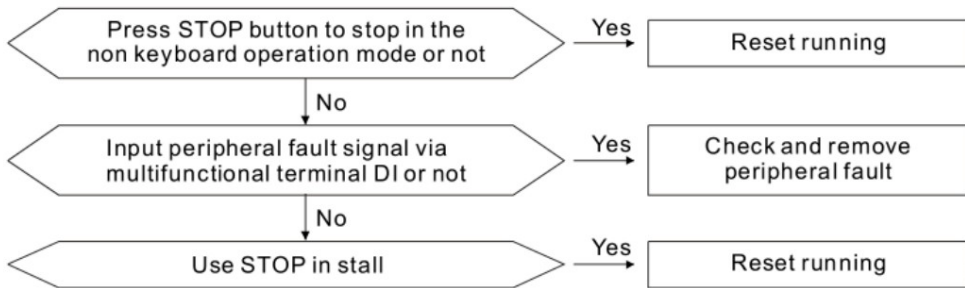 Press STOP button to stop in the
non keyboard operation mode or not
Yes
Reset running
No
Input peripheral fault signal via
multifunctional terminal DI or not
Yes
Check and remove
peripheral fault
No
Use STOP in stall
Yes
Reset running